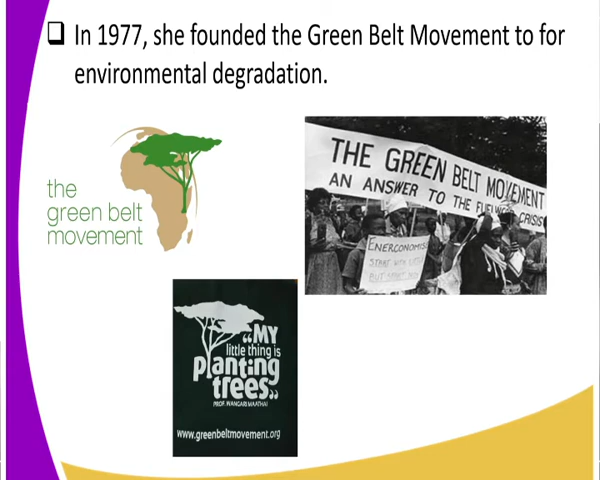 In 1977, she founded the Green Belt Movement to for
environmental degradation.
the
green belt
movement
THE GREEN BELT MOVEMENT
AN ANSWER TO THE FUELWOOD CRISIS
ENERCONOMISE
“MY
little thing is
planting
trees„
PROF. WANGARI MAATHAI
www.greenbeltmovement.org